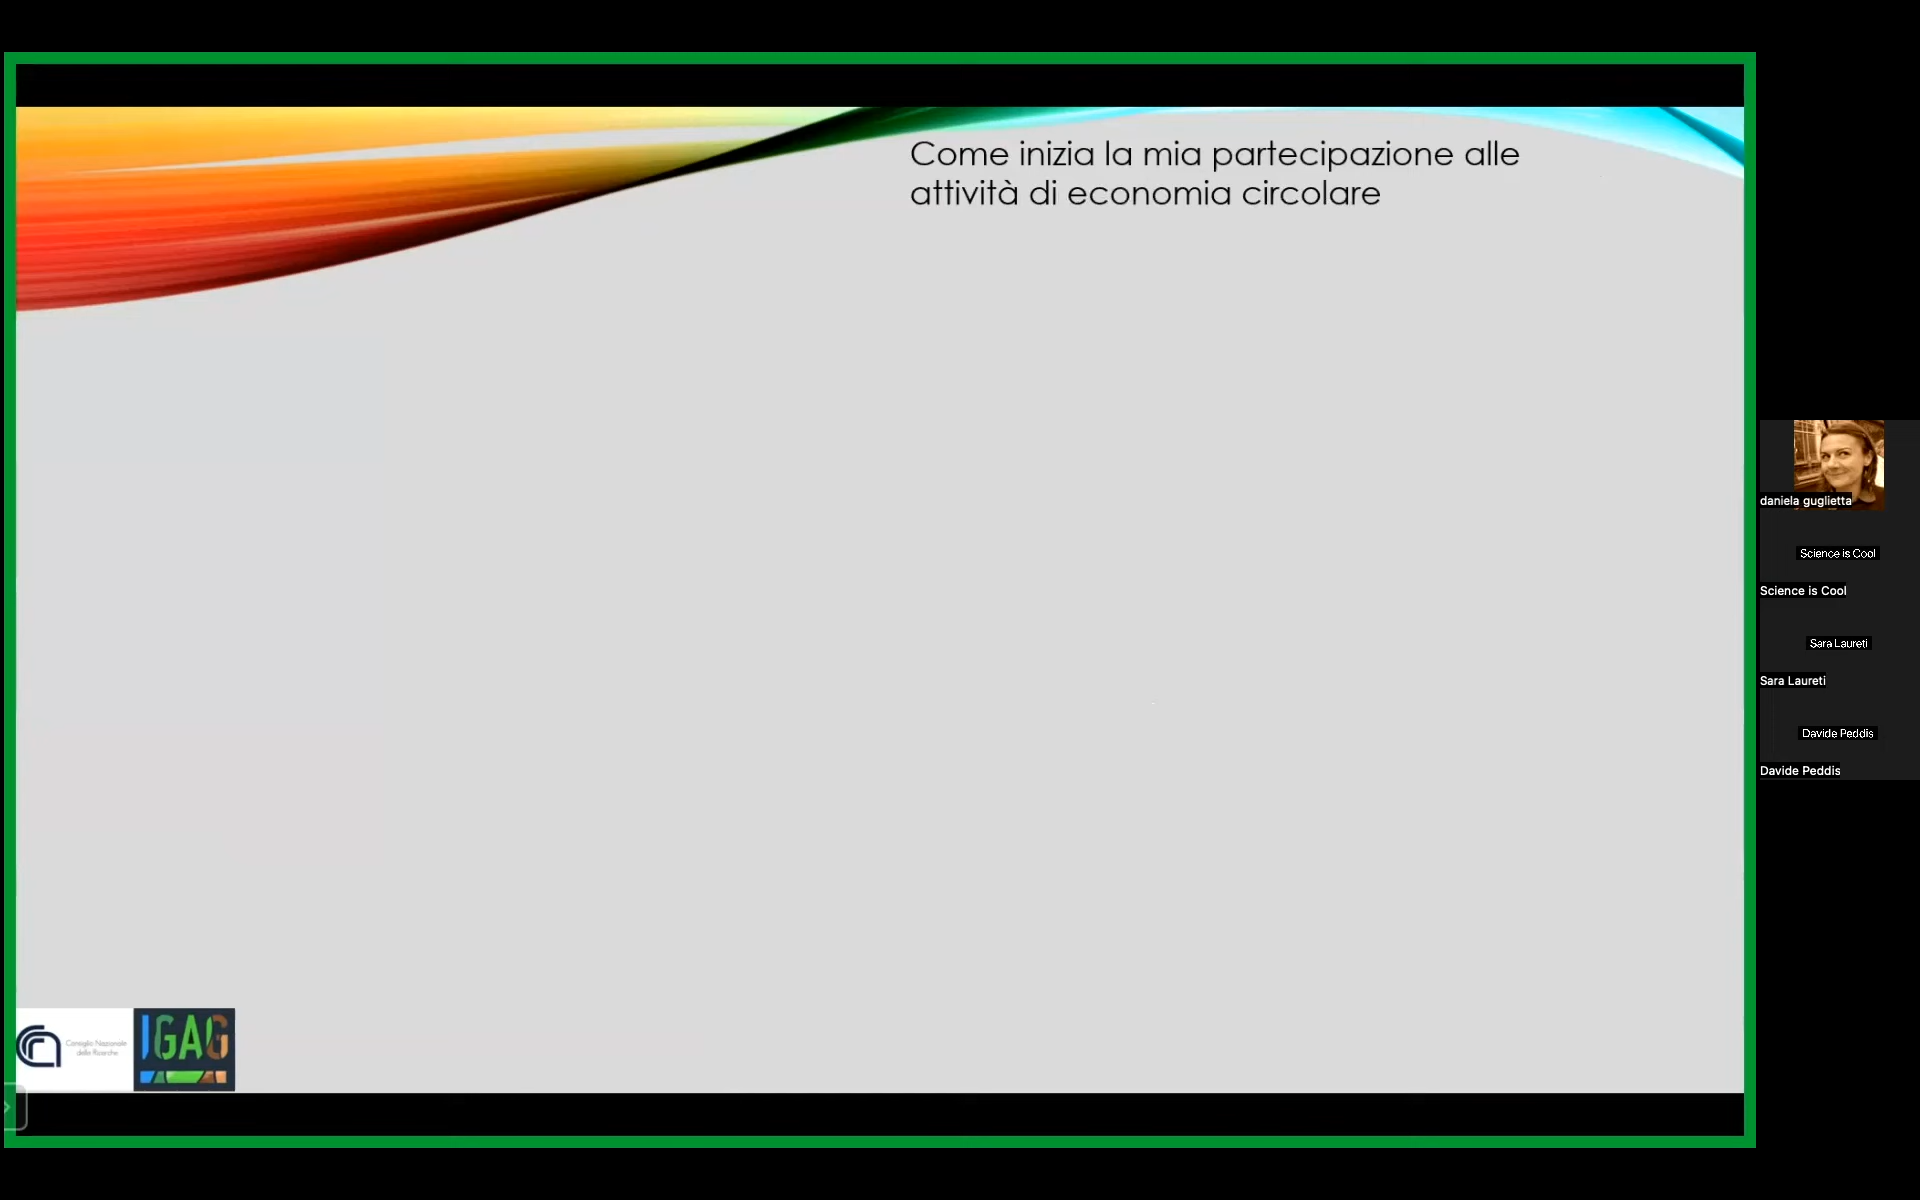 Come inizia la mia partecipazione alle
attività di economia circolare
Consiglio Nazionale
delle Ricerche
IGAG
daniela guglietta
Science is Cool
Science is Cool
Sara Laureti
Sara Laureti
Davide Peddis
Davide Peddis